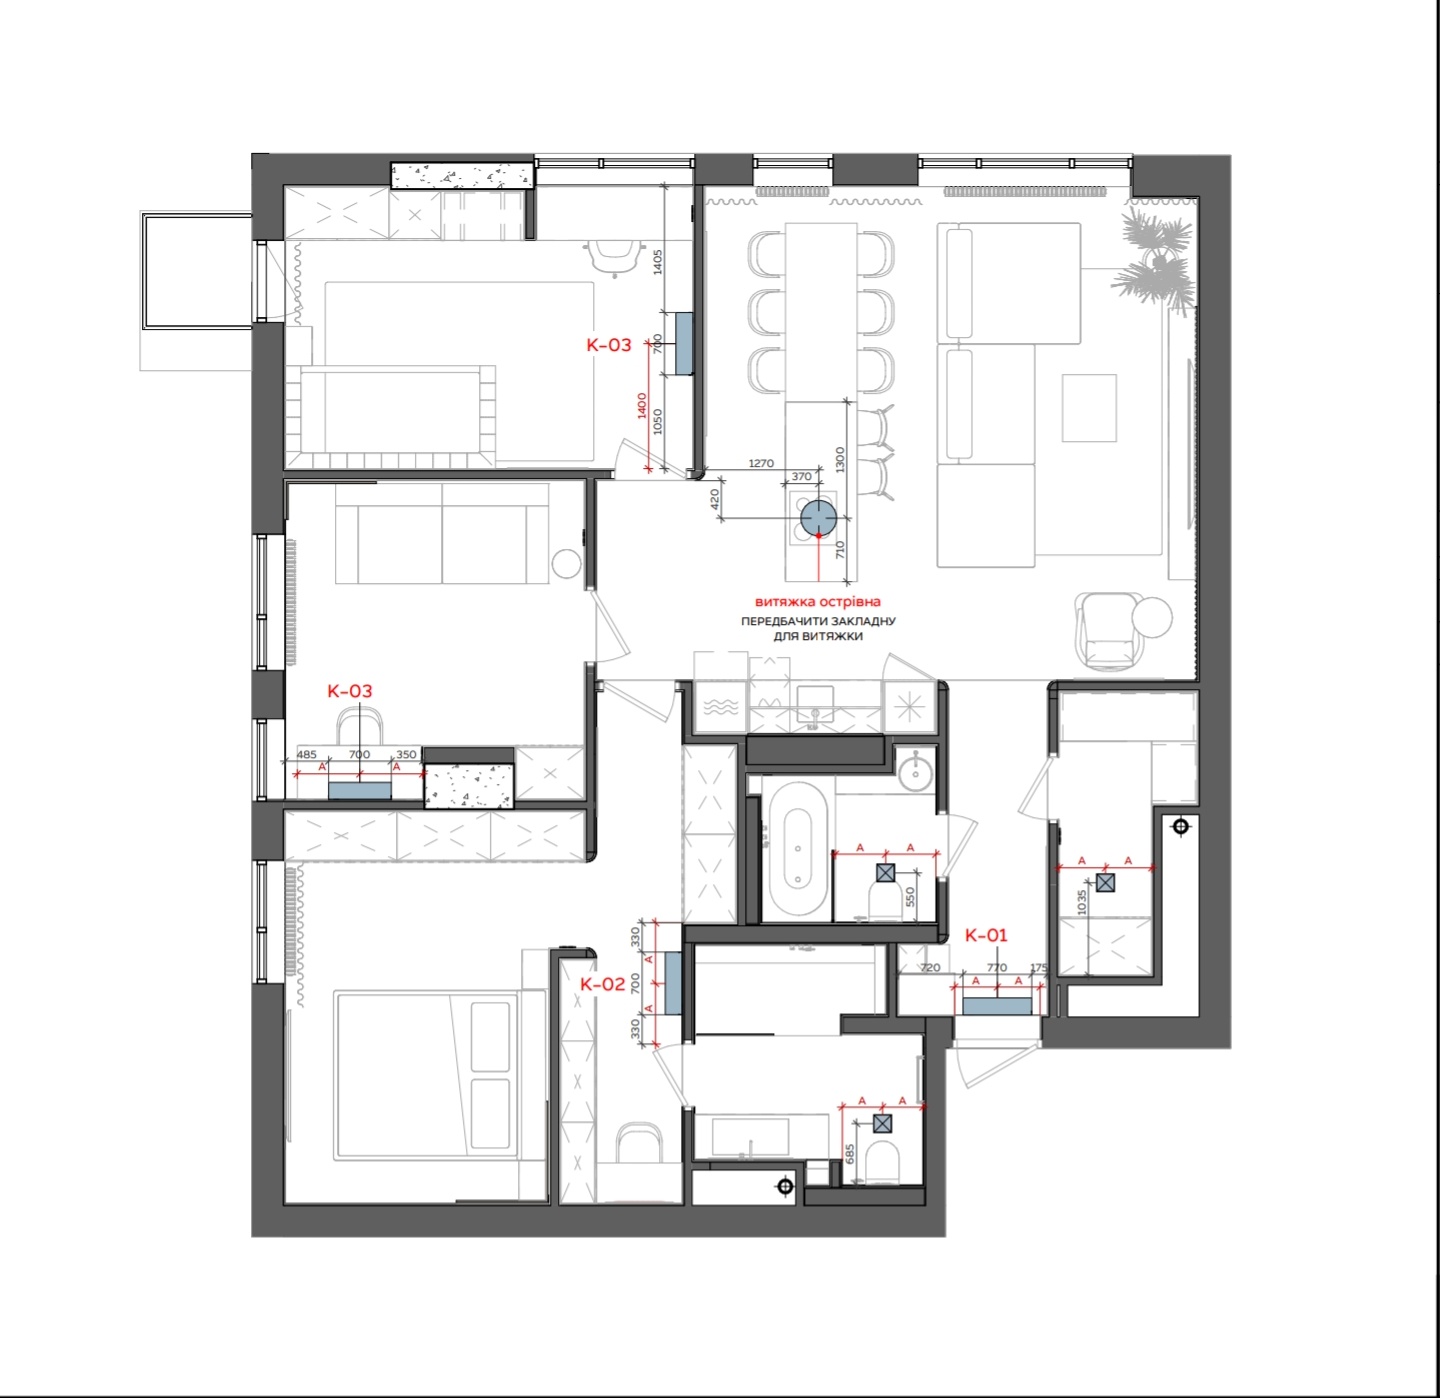 1405
К-03
700
1400
1050
1270
370
1300
420
710
витяжка острівна
ПЕРЕДБАЧИТИ ЗАКЛАДНУ
ДЛЯ ВИТЯЖКИ
К-03
485 700 350
А А
А А
550
А А
1035
К-01
720 770 175
А А
330
А
К-02
700
А
330
А А
685